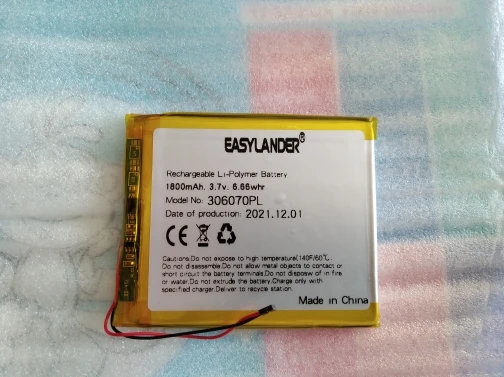 EASYLANDER®
Rechargeable Li-Polymer Battery
1800mAh. 3.7v. 6.66whr
Model No: 306070PL
Date of production: 2021.12.01
CE
Cautions:Do not expose to high temperature(140F/60℃).
Do not disassemble.Do not allow metal objects to contact or
short circuit the battery terminals.Do not disposw of in fire
or water.Do not extrude the battery.Charge only with
specified charger.Deliver to recycle station.
Made in China